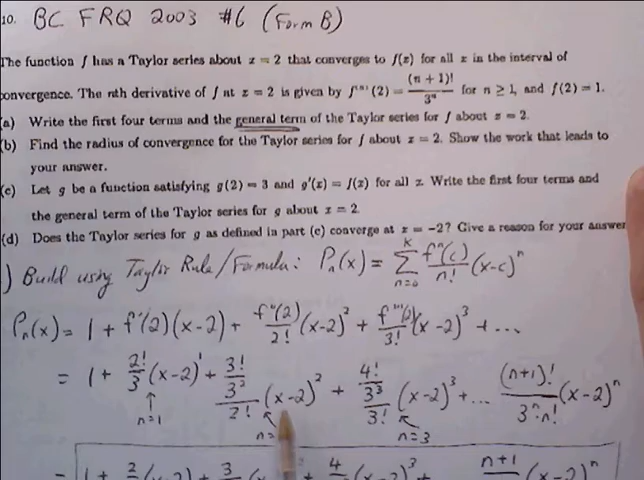 10. BC FRQ 2003 #6 (Form B)
The function f has a Taylor series about x = 2 that converges to f(x) for all x in the interval of
convergence. The nth derivative of f at x = 2 is given by f⁽ⁿ⁾(2) = (n + 1)!/3ⁿ for n ≥ 1, and f(2) = 1.
(a) Write the first four terms and the general term of the Taylor series for f about x = 2.
(b) Find the radius of convergence for the Taylor series for f about x = 2. Show the work that leads to
your answer.
(c) Let g be a function satisfying g(2) = 3 and g'(x) = f(x) for all x. Write the first four terms and
the general term of the Taylor series for g about x = 2.
(d) Does the Taylor series for g as defined in part (c) converge at x = −2? Give a reason for your answer
) Build using Taylor Rule/Formula: Pₙ(x) = Σ_{n=0}^{K} fⁿ(c)/n! (x-c)ⁿ
Pₙ(x) = 1 + f'(2)(x-2) + f''(2)/2! (x-2)² + f'''(2)/3! (x-2)³ + ...
= 1 + 2!/3 (x-2)¹ + (3!/3²)/2! (x-2)² + (4!/3³)/3! (x-2)³ + ... (n+1)!/(3ⁿ·n!) (x-2)ⁿ
n=1 n= n=3
= 1 + 2/3 (x-2) + 3/ (x + 4/ (x-2)³ + n+1/ (x-2)ⁿ